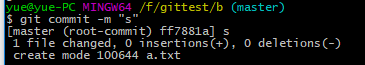 yue@yue-PC MINGW64 /f/gittest/b (master)
$ git commit -m "s"
[master (root-commit) ff7881a] s
 1 file changed, 0 insertions(+), 0 deletions(-)
 create mode 100644 a.txt